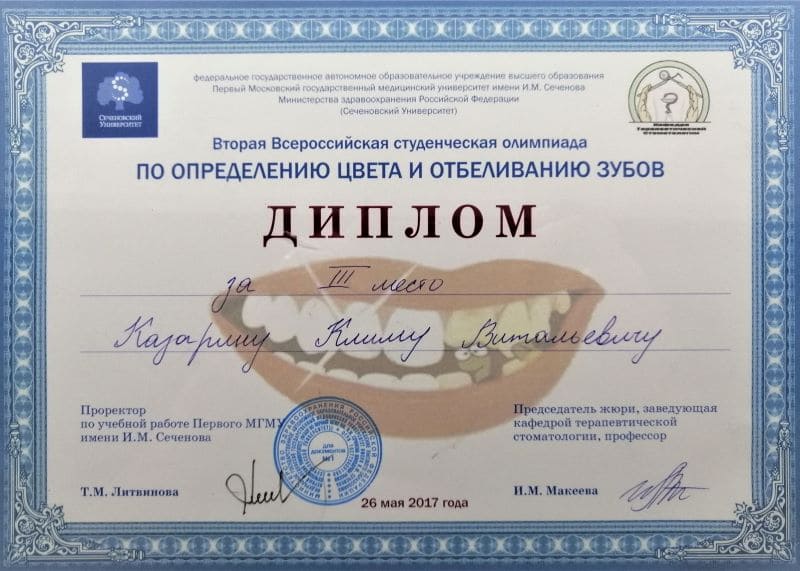 федеральное государственное автономное образовательное учреждение высшего образования
Первый Московский государственный медицинский университет имени И.М. Сеченова
Министерства здравоохранения Российской Федерации
(Сеченовский Университет)
Сеченовский
Университет
Кафедра
Терапевтической
Стоматологии
Вторая Всероссийская студенческая олимпиада
ПО ОПРЕДЕЛЕНИЮ ЦВЕТА И ОТБЕЛИВАНИЮ ЗУБОВ
ДИПЛОМ
за III место
Казарину Климу Витальевичу
Проректор
по учебной работе Первого МГМУ
имени И.М. Сеченова
Т.М. Литвинова
для
документов
№1
26 мая 2017 года
Председатель жюри, заведующая
кафедрой терапевтической
стоматологии, профессор
И.М. Макеева